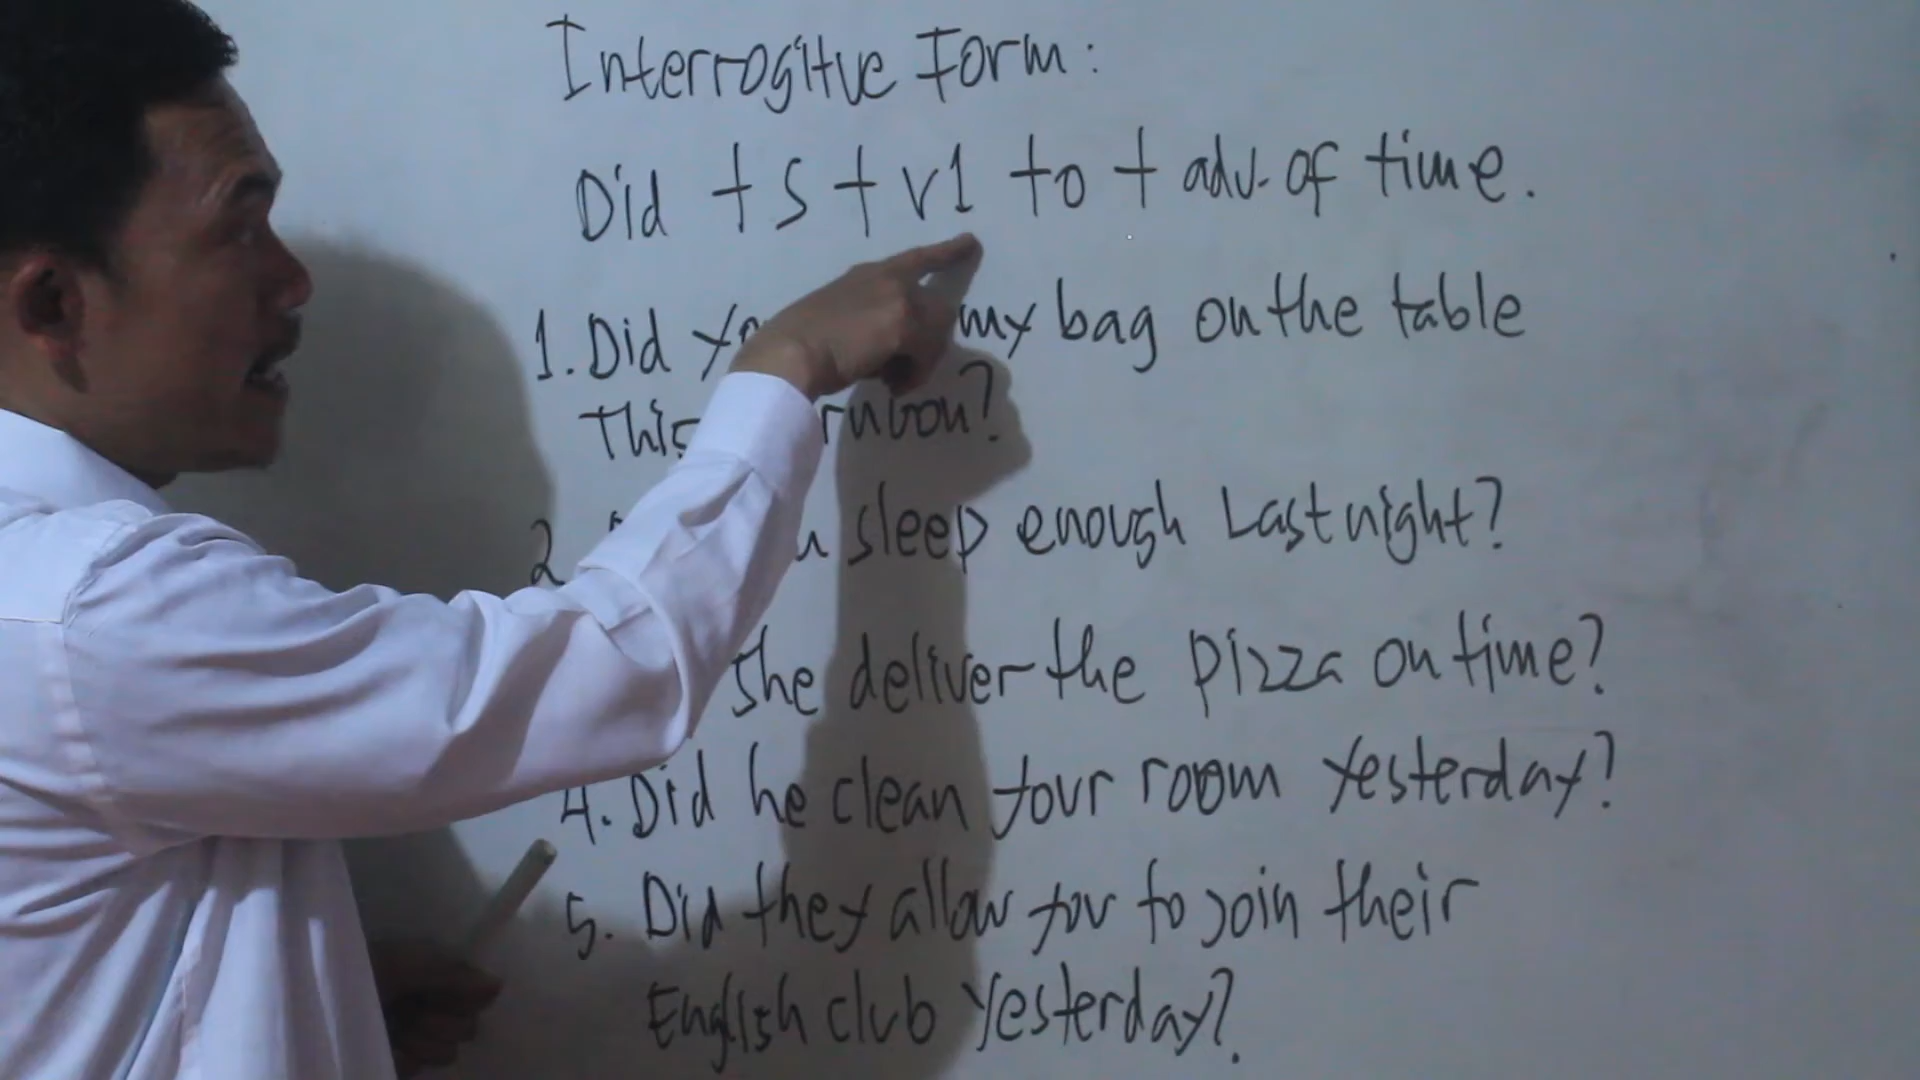 Interrogitive Form:
Did + S + V1 to + adv. of time.
1. Did my bag on the table
This ?
2 sleep enough Last night?
she deliver the pizza on time?
4. Did he clean your room yesterday?
5. Did they allow you to join their
English club Yesterday?